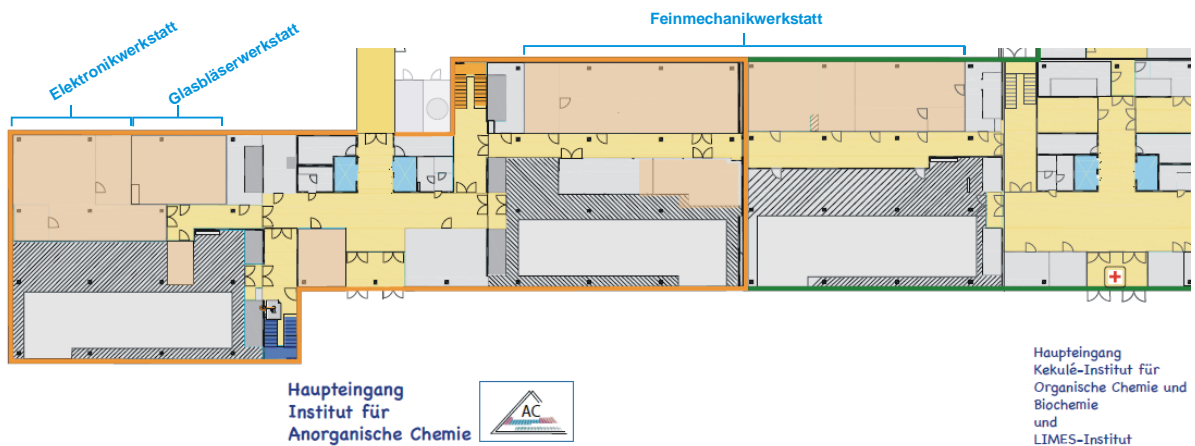 Feinmechanikwerkstatt
Elektronikwerkstatt
Glasbläserwerkstatt
Haupteingang
Institut für
Anorganische Chemie
AC
Haupteingang
Kekulé-Institut für
Organische Chemie und
Biochemie
und
LIMES-Institut